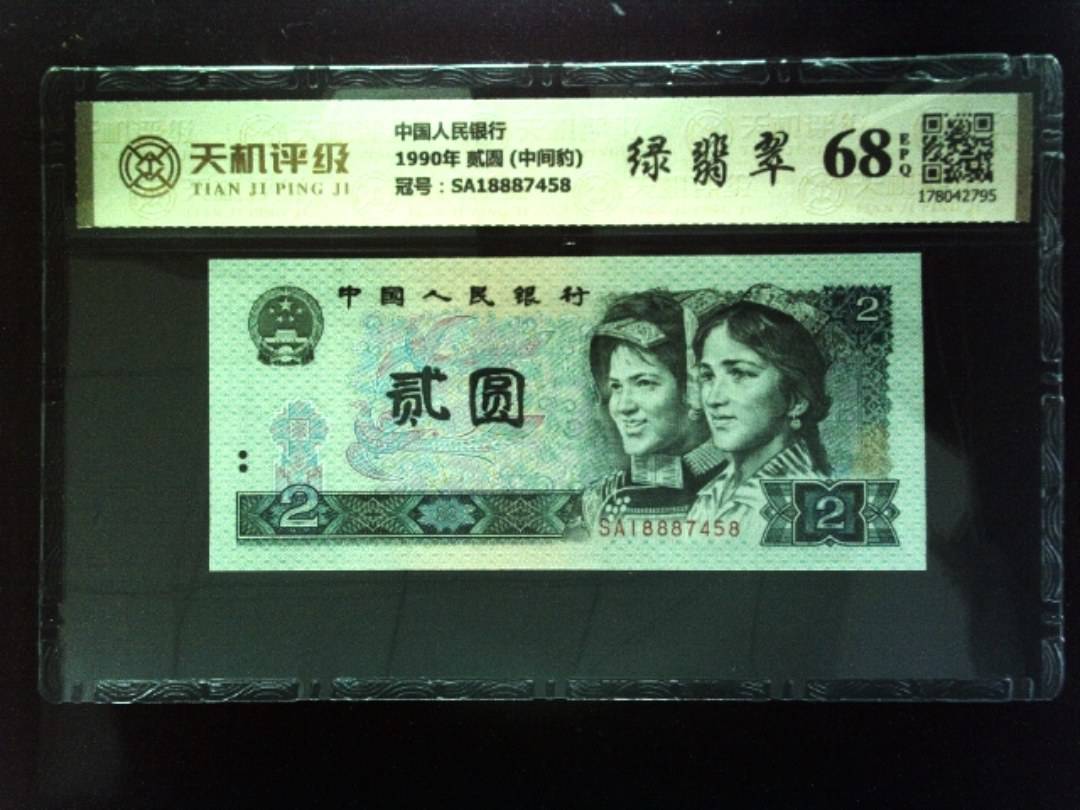 天机评级
TIAN JI PING JI
中国人民银行
1990年 贰圆 (中间豹)
冠号：SA18887458
绿翡翠
68
EPQ
178042795
中国人民银行
2
贰圆
2
SA18887458
2